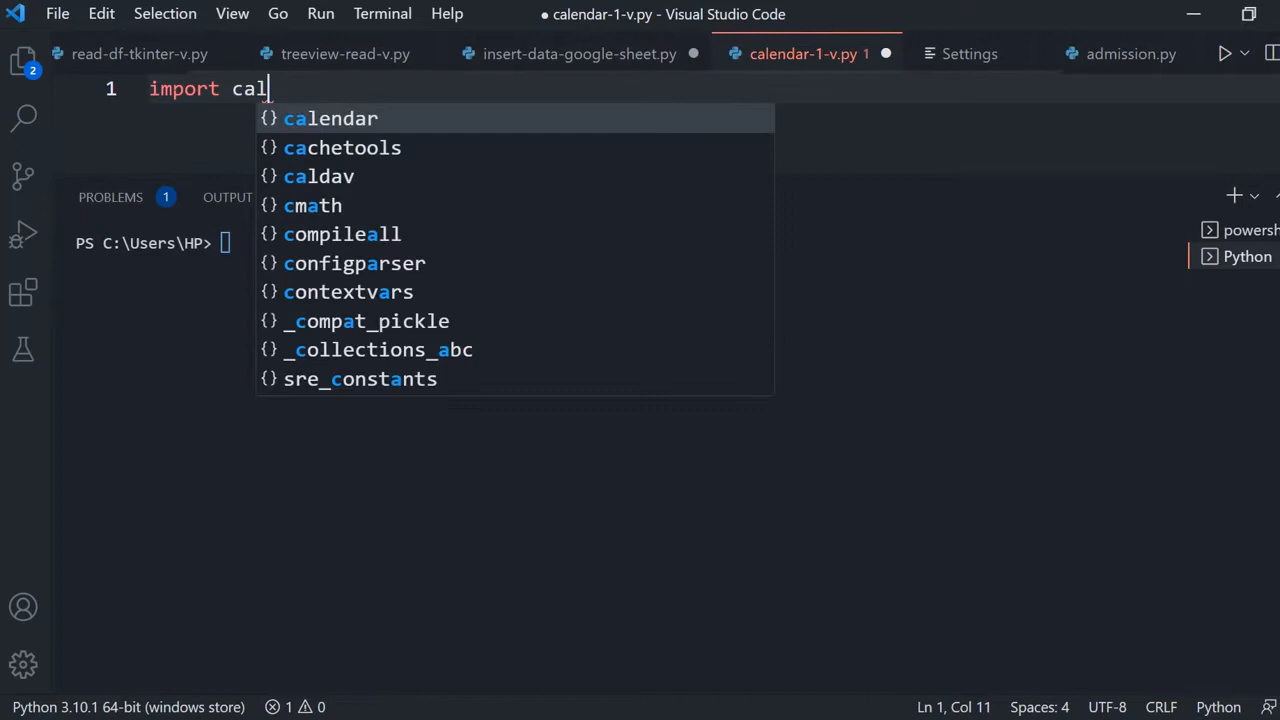 File Edit Selection View Go Run Terminal Help ● calendar-1-v.py - Visual Studio Code
read-df-tkinter-v.py treeview-read-v.py insert-data-google-sheet.py calendar-1-v.py 1 Settings admission.py
2
1 import cal
calendar
cachetools
caldav
cmath
compileall
configparser
contextvars
_compat_pickle
_collections_abc
sre_constants
PROBLEMS 1 OUTPUT
PS C:\Users\HP>
powersh
Python
Python 3.10.1 64-bit (windows store) 1 0 Ln 1, Col 11 Spaces: 4 UTF-8 CRLF Python